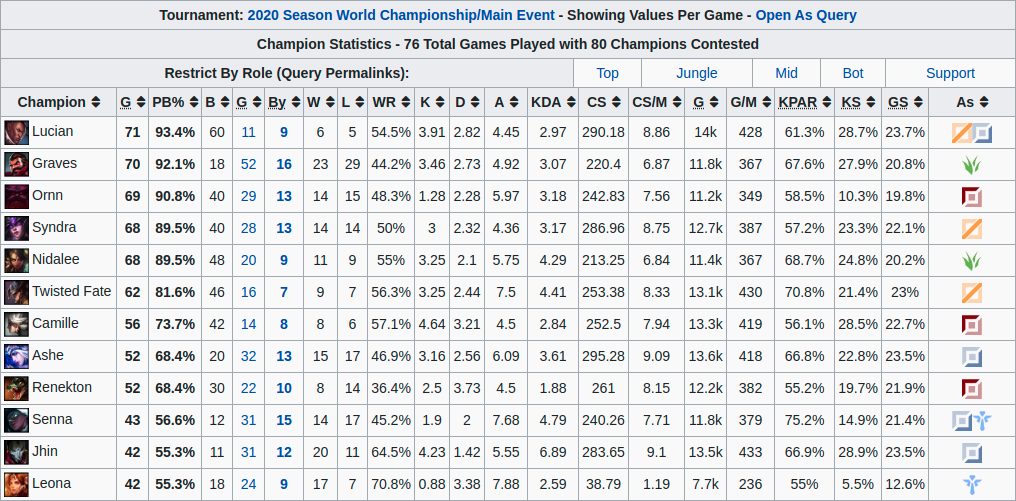 Tournament: 2020 Season World Championship/Main Event - Showing Values Per Game - Open As Query
Champion Statistics - 76 Total Games Played with 80 Champions Contested
Restrict By Role (Query Permalinks): Top Jungle Mid Bot Support
Champion G PB% B G By W L WR K D A KDA CS CS/M G G/M KPAR KS GS As
Lucian 71 93.4% 60 11 9 6 5 54.5% 3.91 2.82 4.45 2.97 290.18 8.86 14k 428 61.3% 28.7% 23.7%
Graves 70 92.1% 18 52 16 23 29 44.2% 3.46 2.73 4.92 3.07 220.4 6.87 11.8k 367 67.6% 27.9% 20.8%
Ornn 69 90.8% 40 29 13 14 15 48.3% 1.28 2.28 5.97 3.18 242.83 7.56 11.2k 349 58.5% 10.3% 19.8%
Syndra 68 89.5% 40 28 13 14 14 50% 3 2.32 4.36 3.17 286.96 8.75 12.7k 387 57.2% 23.3% 22.1%
Nidalee 68 89.5% 48 20 9 11 9 55% 3.25 2.1 5.75 4.29 213.25 6.84 11.4k 367 68.7% 24.8% 20.2%
Twisted Fate 62 81.6% 46 16 7 9 7 56.3% 3.25 2.44 7.5 4.41 253.38 8.33 13.1k 430 70.8% 21.4% 23%
Camille 56 73.7% 42 14 8 8 6 57.1% 4.64 3.21 4.5 2.84 252.5 7.94 13.3k 419 56.1% 28.5% 22.7%
Ashe 52 68.4% 20 32 13 15 17 46.9% 3.16 2.56 6.09 3.61 295.28 9.09 13.6k 418 66.8% 22.8% 23.5%
Renekton 52 68.4% 30 22 10 8 14 36.4% 2.5 3.73 4.5 1.88 261 8.15 12.2k 382 55.2% 19.7% 21.9%
Senna 43 56.6% 12 31 15 14 17 45.2% 1.9 2 7.68 4.79 240.26 7.71 11.8k 379 75.2% 14.9% 21.4%
Jhin 42 55.3% 11 31 12 20 11 64.5% 4.23 1.42 5.55 6.89 283.65 9.1 13.5k 433 66.9% 28.9% 23.5%
Leona 42 55.3% 18 24 9 17 7 70.8% 0.88 3.38 7.88 2.59 38.79 1.19 7.7k 236 55% 5.5% 12.6%